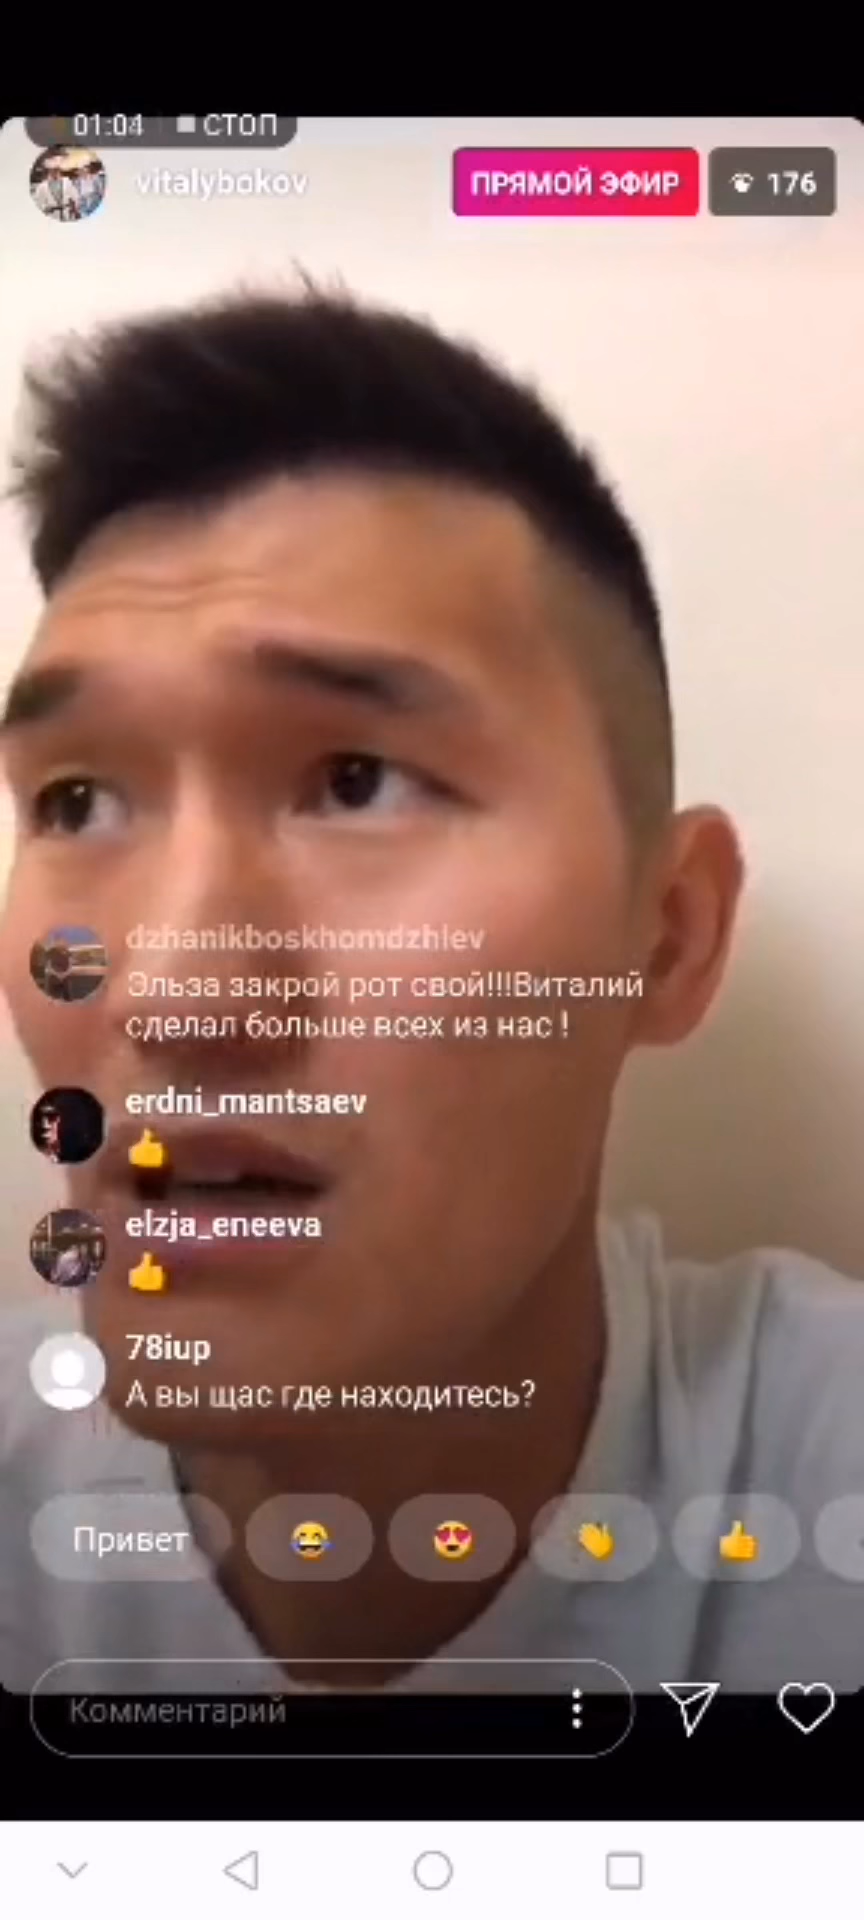 01:04 СТОП
vitalybokov ПРЯМОЙ ЭФИР 176
dzhanikboskhomdzhiev
Эльза закрой рот свой!!!Виталий
сделал больше всех из нас !
erdni_mantsaev
👍
elzja_eneeva
👍
78iup
А вы щас где находитесь?
Привет 😂 😍 👏 👍
Комментарий